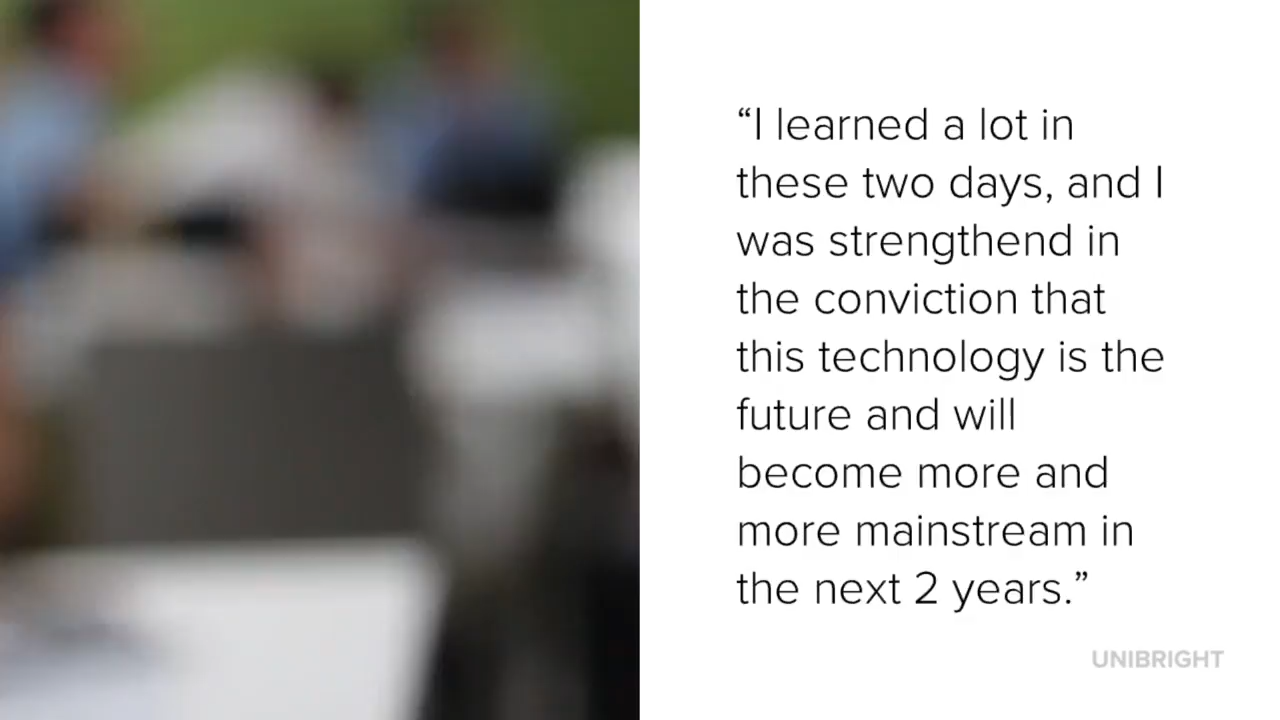 “I learned a lot in
these two days, and I
was strengthend in
the conviction that
this technology is the
future and will
become more and
more mainstream in
the next 2 years.”
UNIBRIGHT